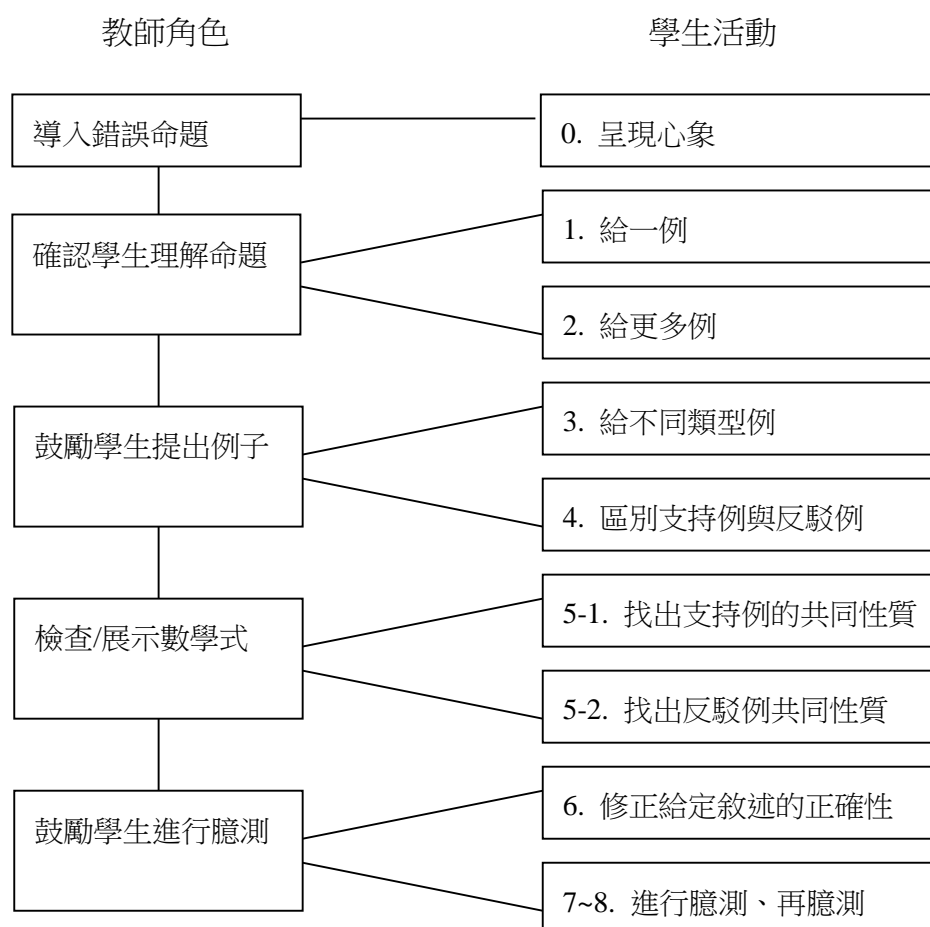 教師角色
學生活動
導入錯誤命題
0. 呈現心象
確認學生理解命題
1. 給一例
2. 給更多例
鼓勵學生提出例子
3. 給不同類型例
4. 區別支持例與反駁例
檢查/展示數學式
5-1. 找出支持例的共同性質
5-2. 找出反駁例共同性質
鼓勵學生進行臆測
6. 修正給定敘述的正確性
7~8. 進行臆測、再臆測